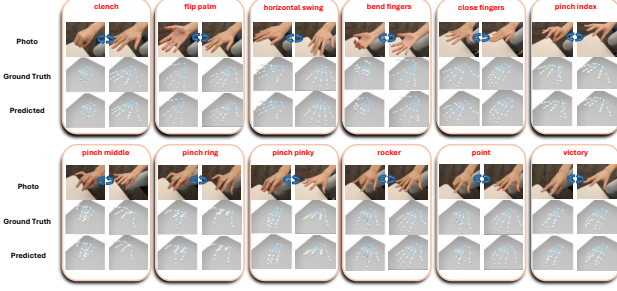 clench flip palm horizontal swing bend fingers close fingers pinch index
Photo
Ground Truth
Predicted
pinch middle pinch ring pinch pinky rocker point victory
Photo
Ground Truth
Predicted